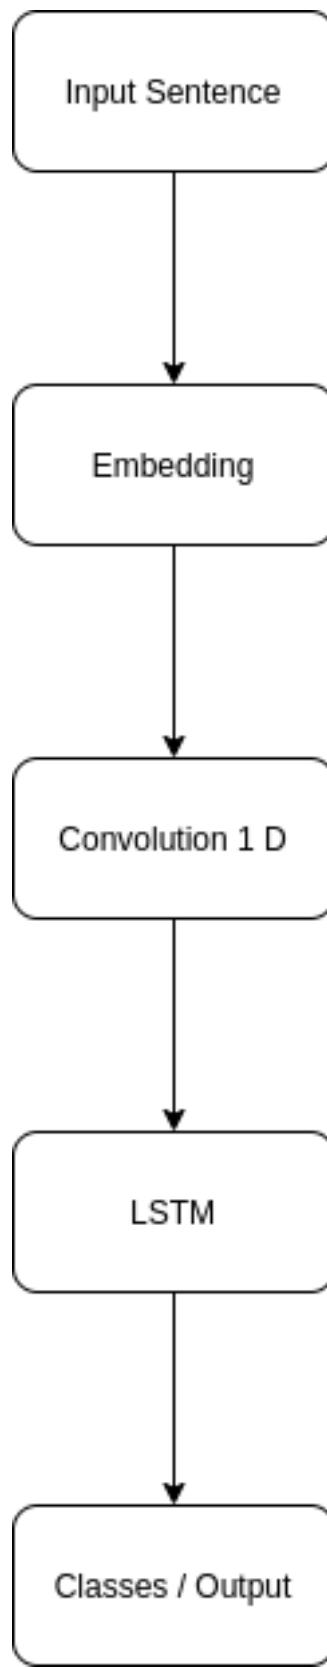 Input Sentence
Embedding
Convolution 1 D
LSTM
Classes / Output